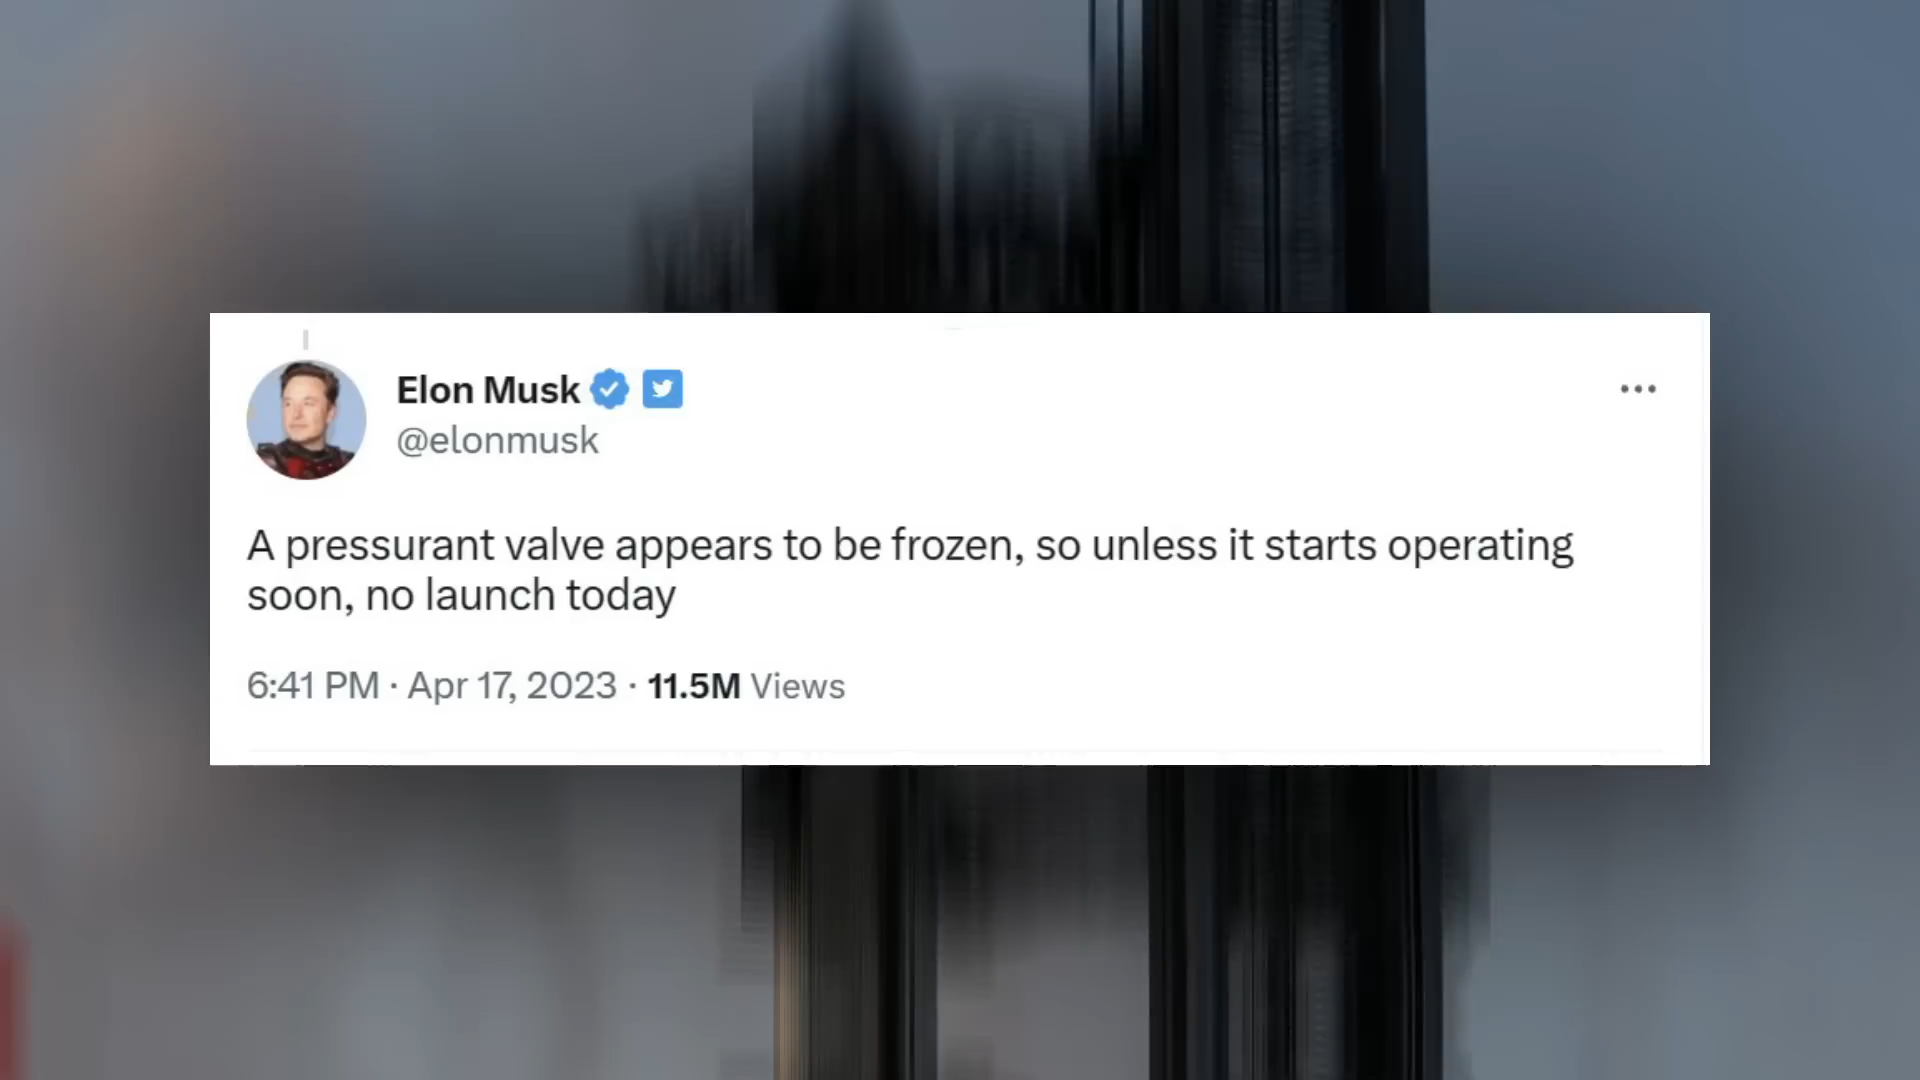 Elon Musk
@elonmusk
A pressurant valve appears to be frozen, so unless it starts operating
soon, no launch today
6:41 PM · Apr 17, 2023 · 11.5M Views